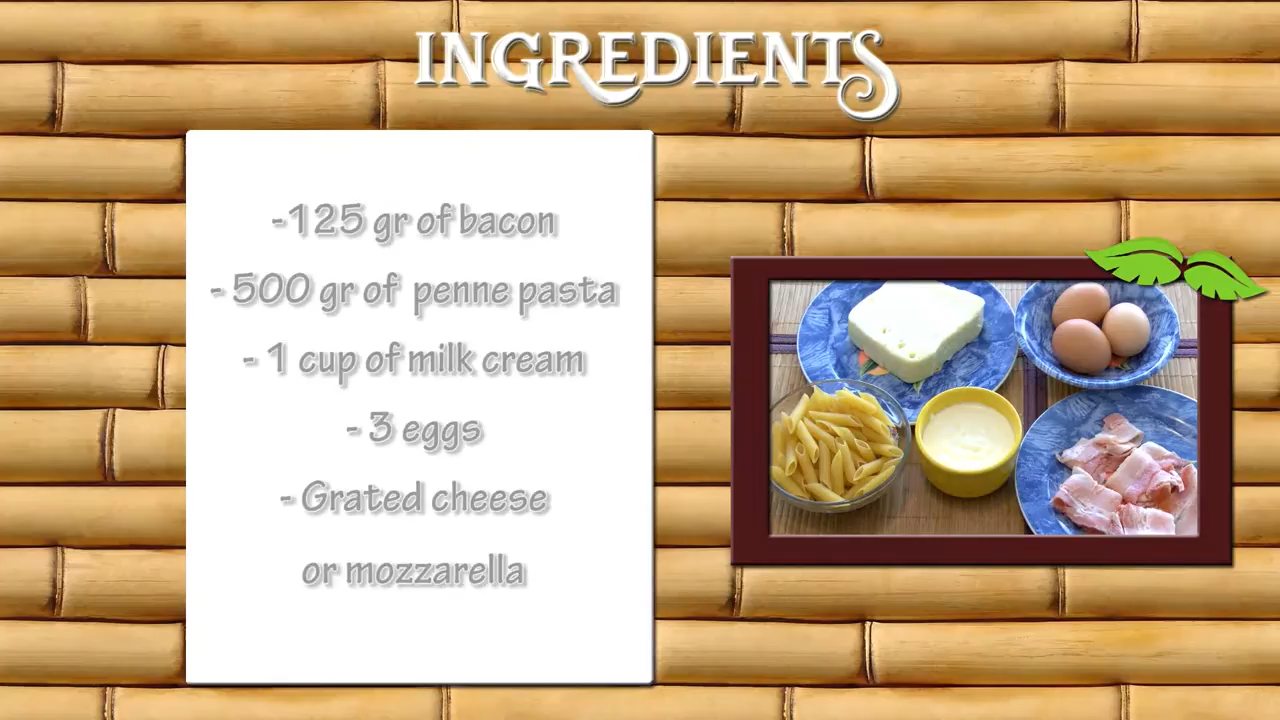 INGREDIENTS
-125 gr of bacon
- 500 gr of penne pasta
- 1 cup of milk cream
- 3 eggs
- Grated cheese
or mozzarella